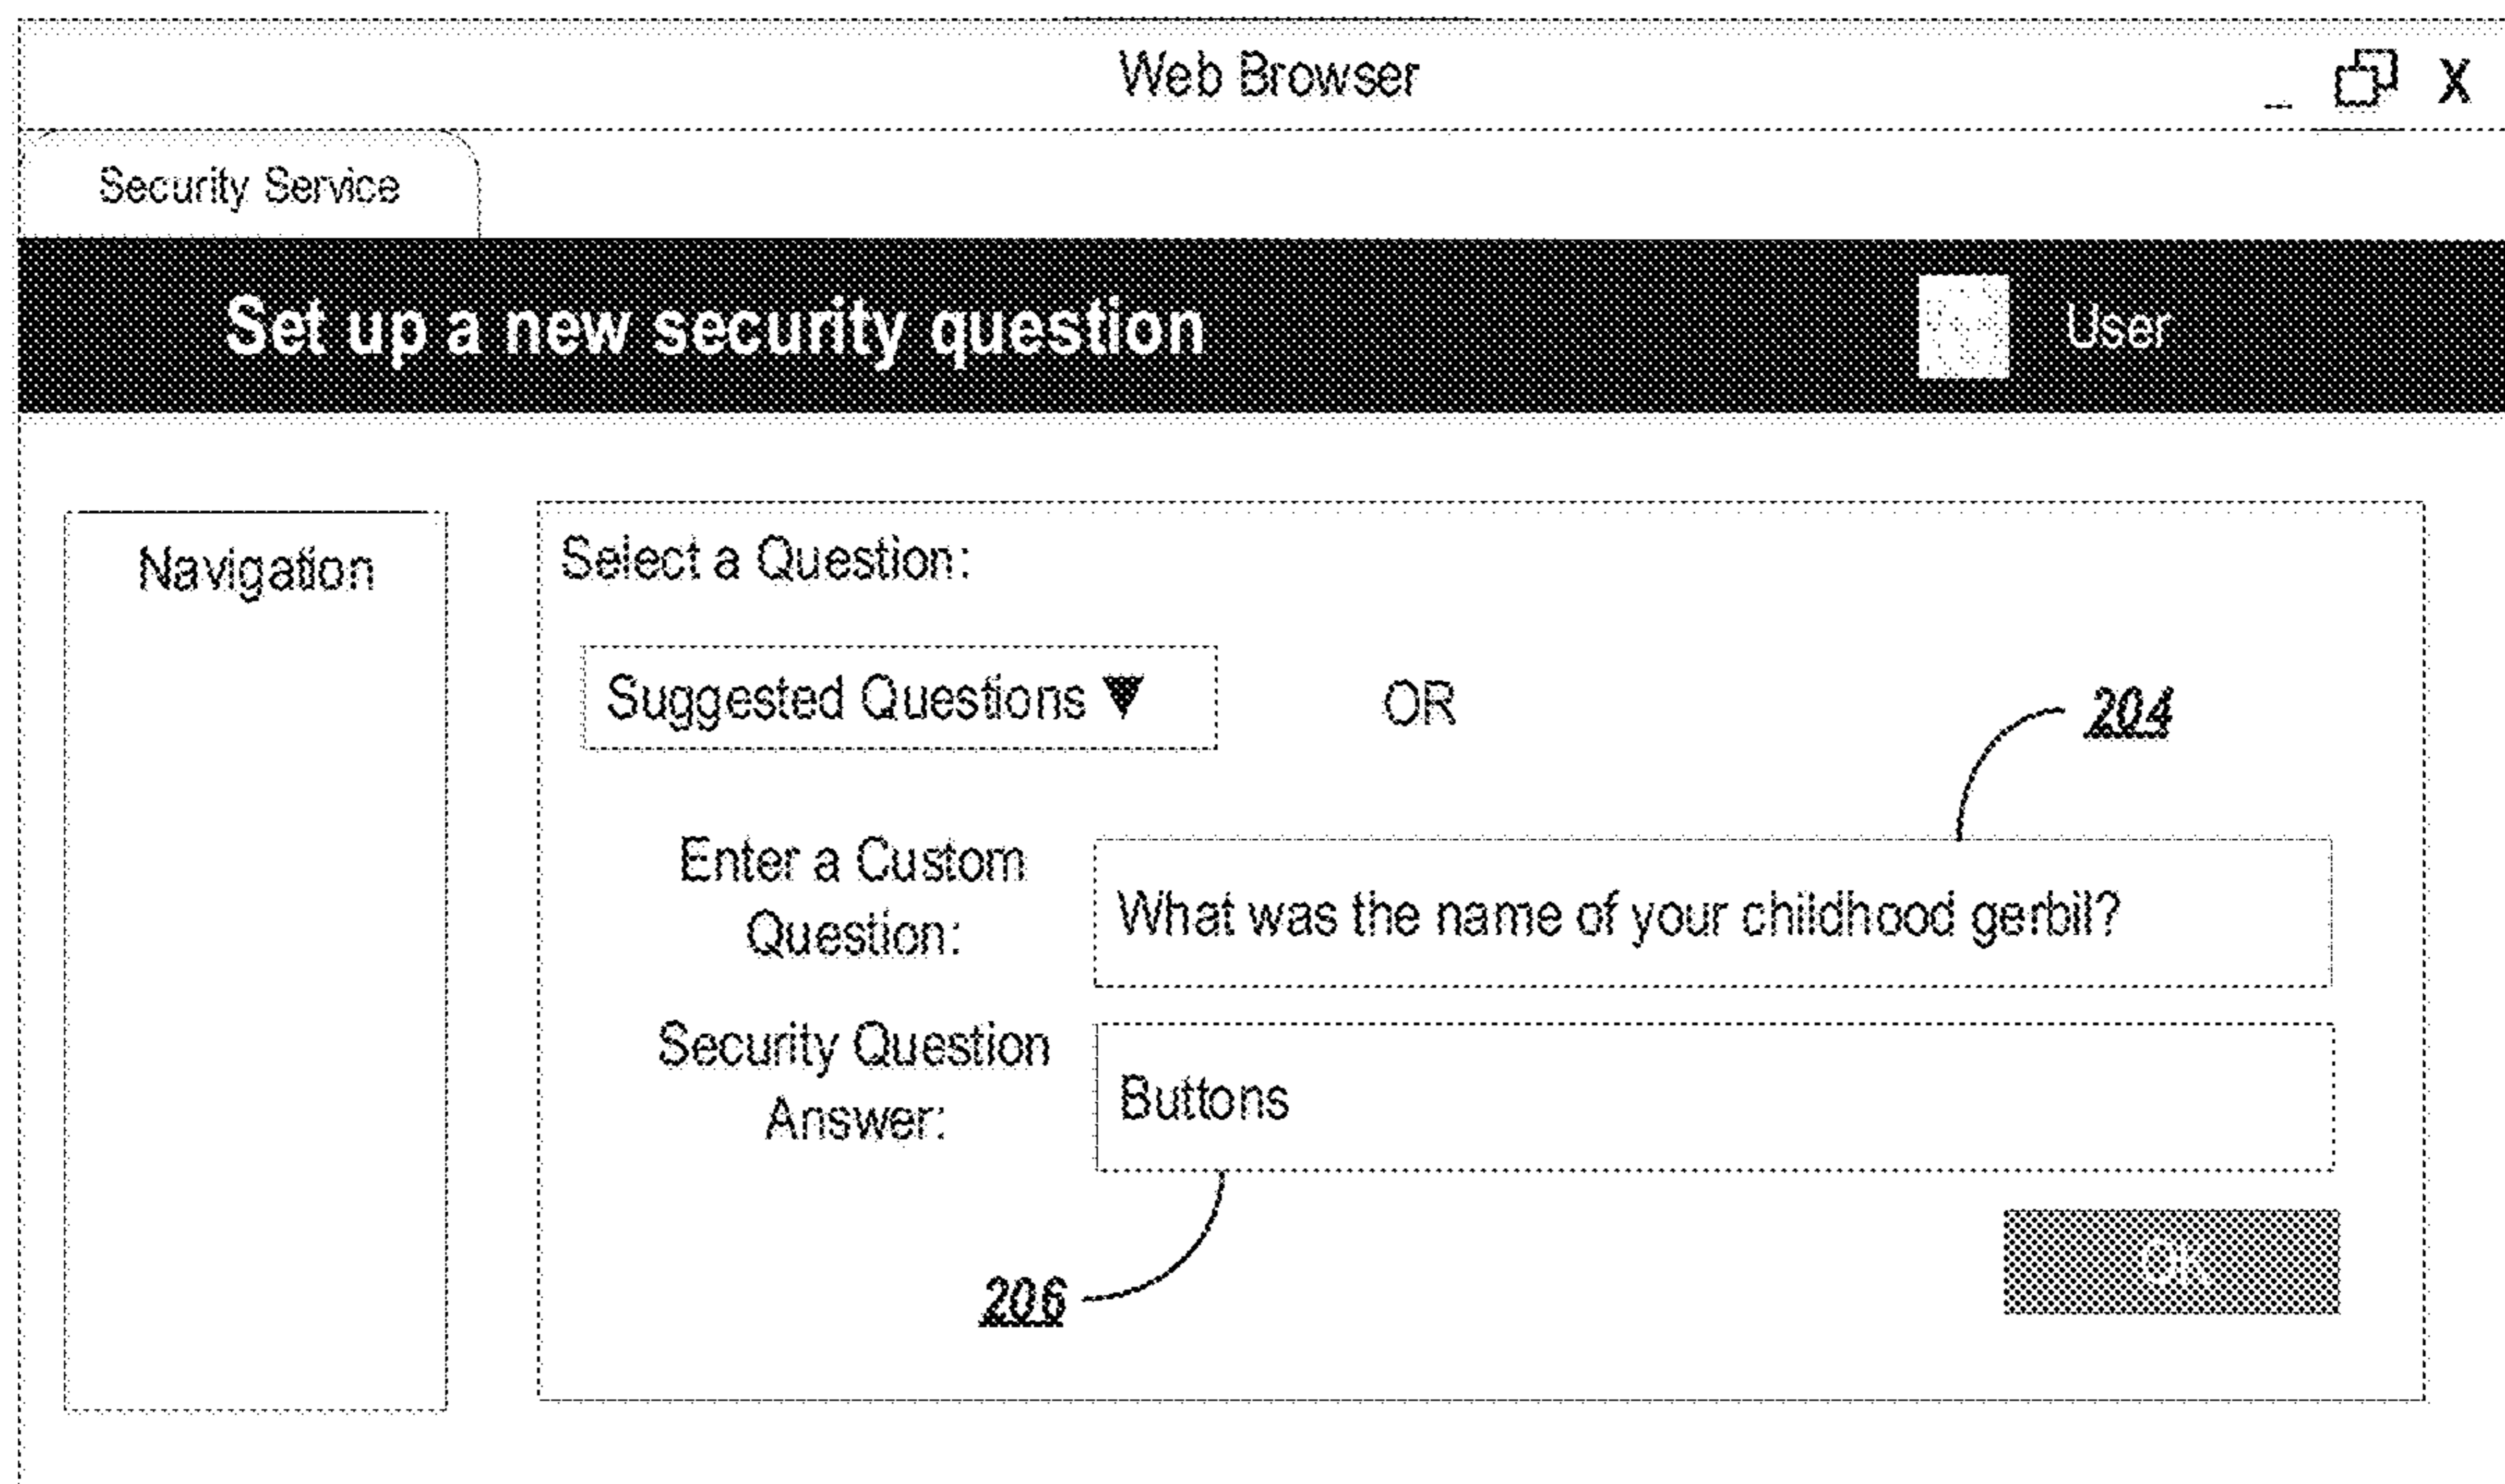 Web Browser
_ X
Security Service
Set up a new security question
User
Navigation
Select a Question:
Suggested Questions ▼
OR
204
Enter a Custom
Question:
What was the name of your childhood gerbil?
Security Question
Answer:
Buttons
206
OK